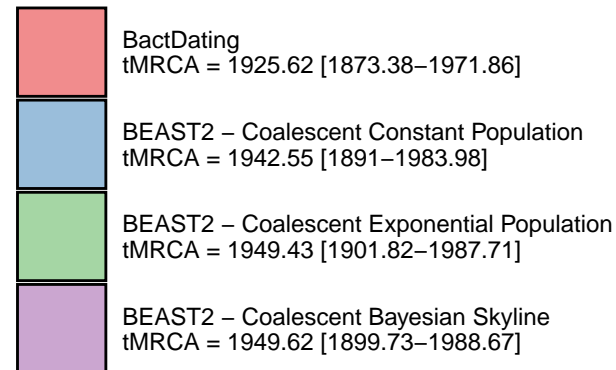 BactDating
tMRCA = 1925.62 [1873.38−1971.86]
BEAST2 − Coalescent Constant Population
tMRCA = 1942.55 [1891−1983.98]
BEAST2 − Coalescent Exponential Population
tMRCA = 1949.43 [1901.82−1987.71]
BEAST2 − Coalescent Bayesian Skyline
tMRCA = 1949.62 [1899.73−1988.67]